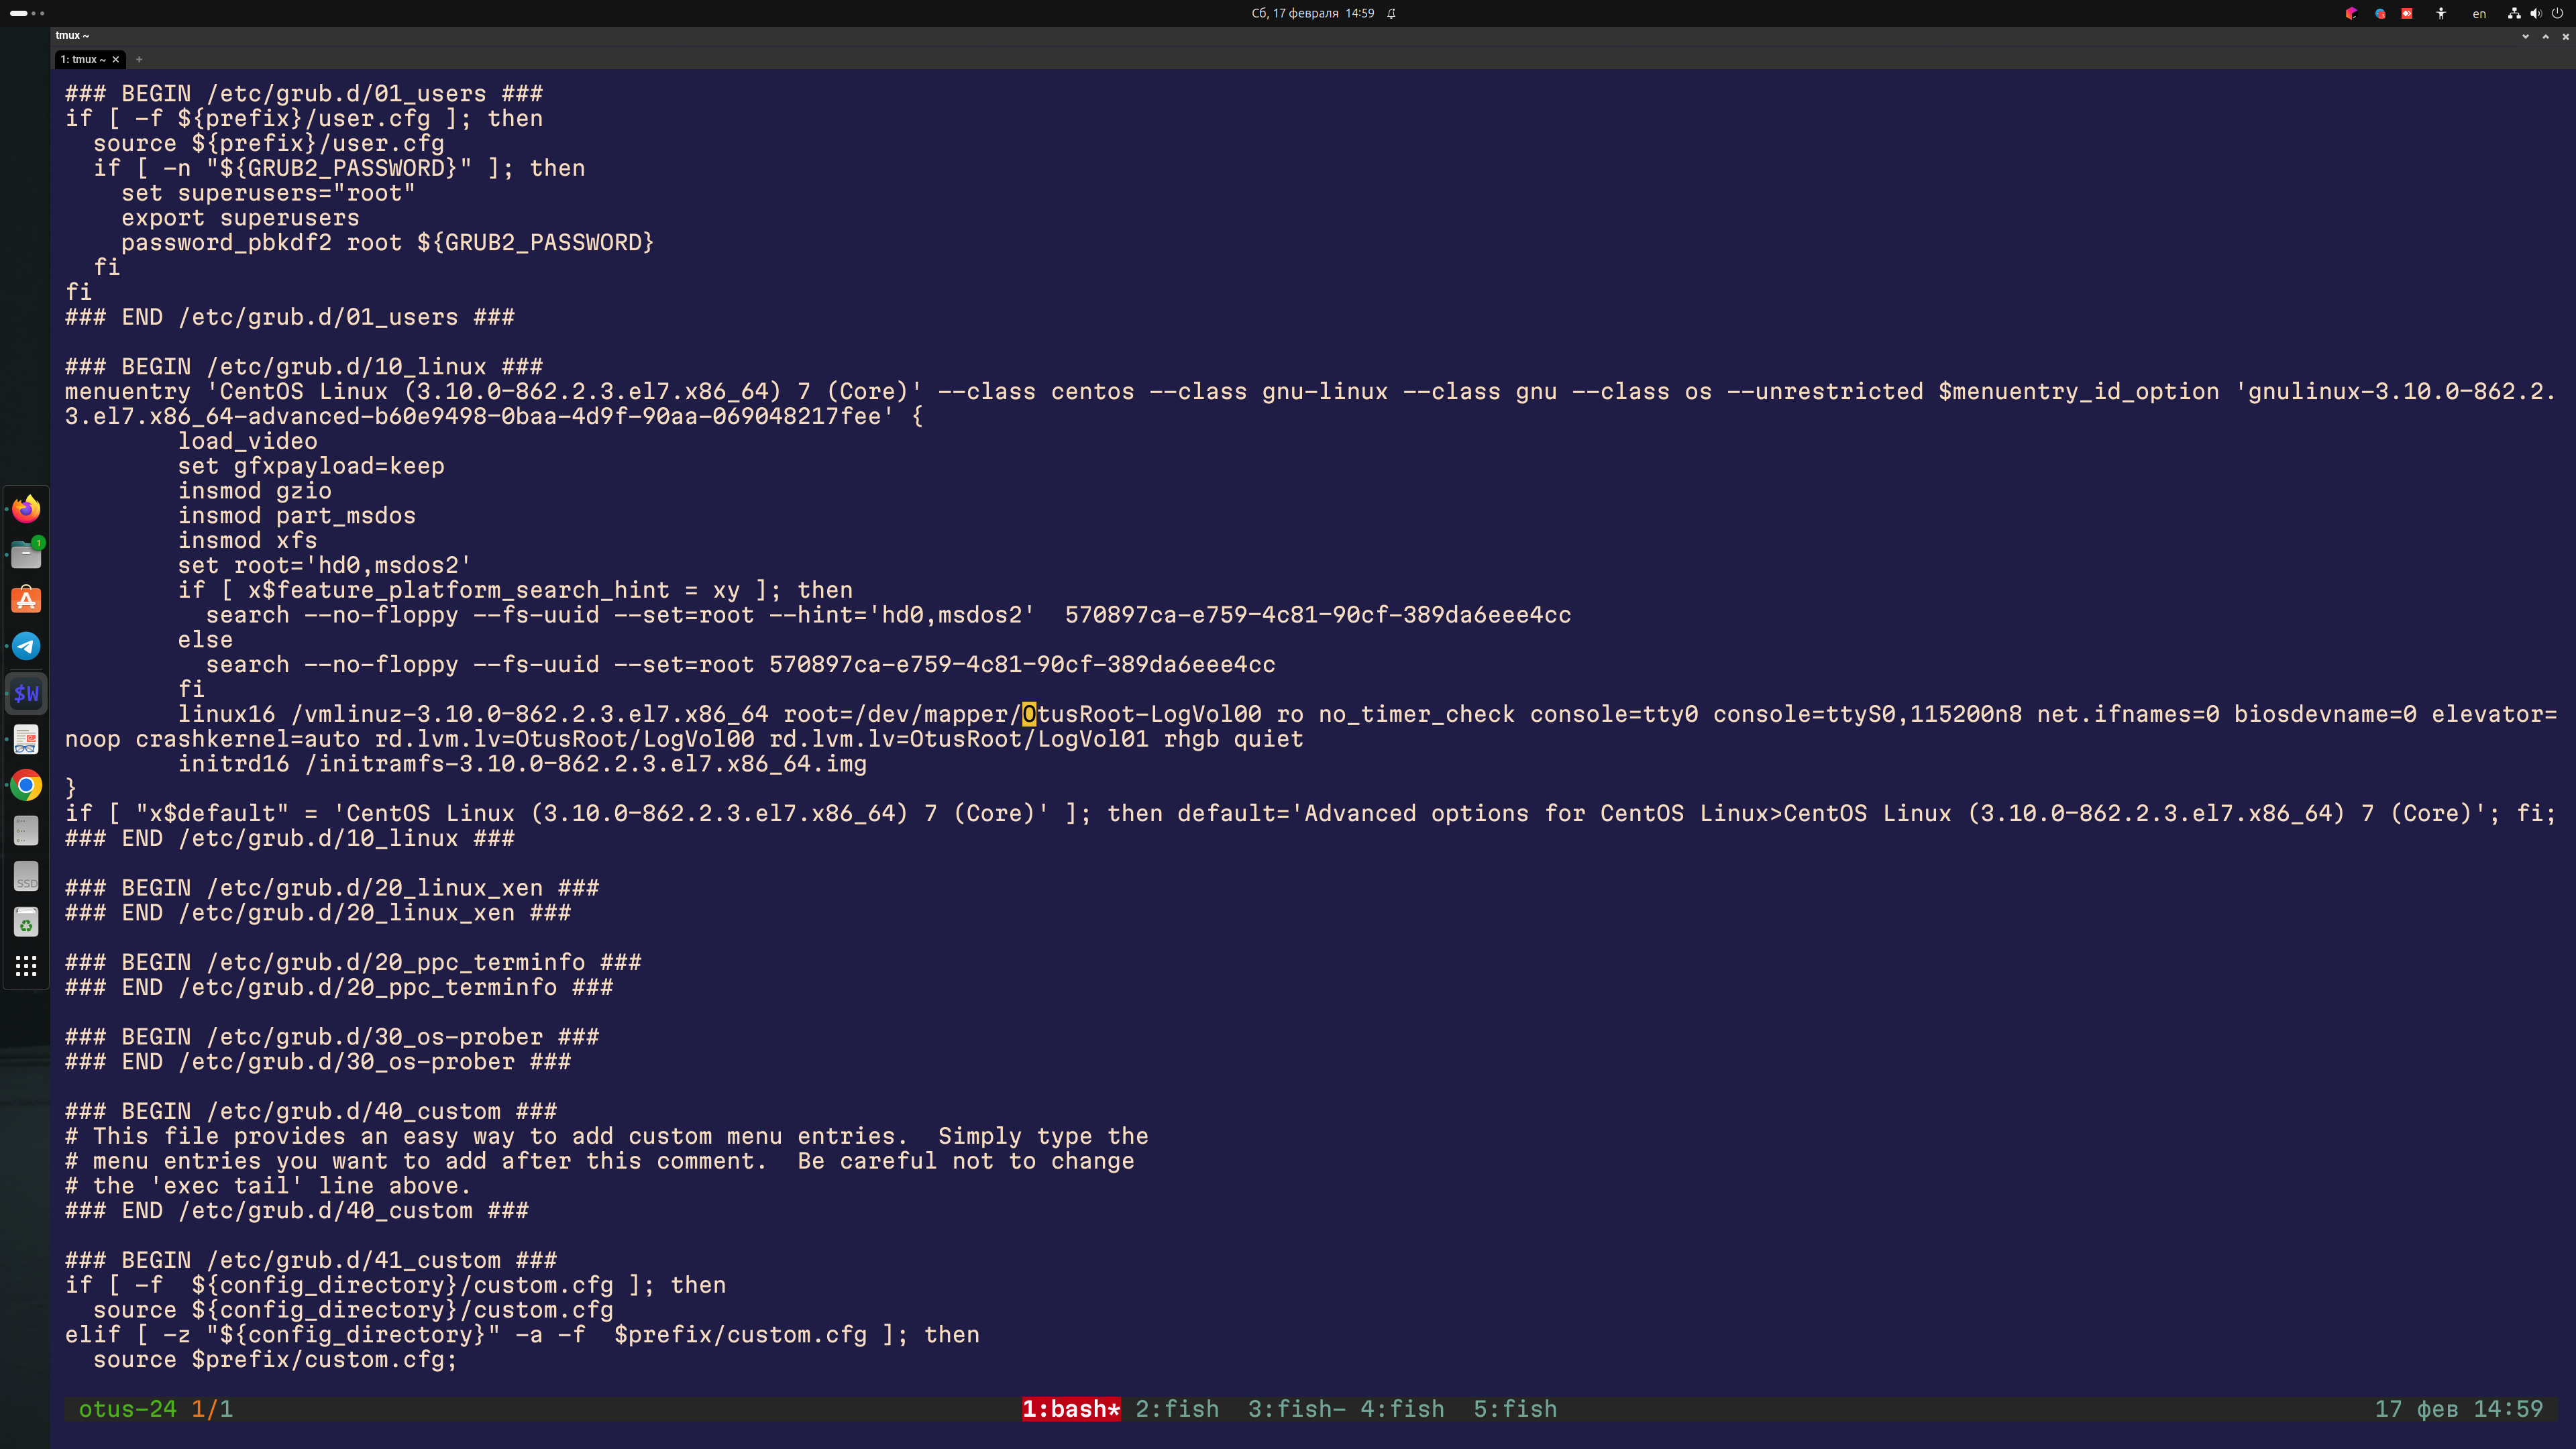 Сб, 17 февраля 14:59
en
tmux ~
1: tmux ~ × +
### BEGIN /etc/grub.d/01_users ###
if [ -f ${prefix}/user.cfg ]; then
  source ${prefix}/user.cfg
  if [ -n "${GRUB2_PASSWORD}" ]; then
    set superusers="root"
    export superusers
    password_pbkdf2 root ${GRUB2_PASSWORD}
  fi
fi
### END /etc/grub.d/01_users ###

### BEGIN /etc/grub.d/10_linux ###
menuentry 'CentOS Linux (3.10.0-862.2.3.el7.x86_64) 7 (Core)' --class centos --class gnu-linux --class gnu --class os --unrestricted $menuentry_id_option 'gnulinux-3.10.0-862.2.
3.el7.x86_64-advanced-b60e9498-0baa-4d9f-90aa-069048217fee' {
        load_video
        set gfxpayload=keep
        insmod gzio
        insmod part_msdos
        insmod xfs
        set root='hd0,msdos2'
        if [ x$feature_platform_search_hint = xy ]; then
          search --no-floppy --fs-uuid --set=root --hint='hd0,msdos2'  570897ca-e759-4c81-90cf-389da6eee4cc
        else
          search --no-floppy --fs-uuid --set=root 570897ca-e759-4c81-90cf-389da6eee4cc
        fi
        linux16 /vmlinuz-3.10.0-862.2.3.el7.x86_64 root=/dev/mapper/OtusRoot-LogVol00 ro no_timer_check console=tty0 console=ttyS0,115200n8 net.ifnames=0 biosdevname=0 elevator=
noop crashkernel=auto rd.lvm.lv=OtusRoot/LogVol00 rd.lvm.lv=OtusRoot/LogVol01 rhgb quiet
        initrd16 /initramfs-3.10.0-862.2.3.el7.x86_64.img
}
if [ "x$default" = 'CentOS Linux (3.10.0-862.2.3.el7.x86_64) 7 (Core)' ]; then default='Advanced options for CentOS Linux>CentOS Linux (3.10.0-862.2.3.el7.x86_64) 7 (Core)'; fi;
### END /etc/grub.d/10_linux ###

### BEGIN /etc/grub.d/20_linux_xen ###
### END /etc/grub.d/20_linux_xen ###

### BEGIN /etc/grub.d/20_ppc_terminfo ###
### END /etc/grub.d/20_ppc_terminfo ###

### BEGIN /etc/grub.d/30_os-prober ###
### END /etc/grub.d/30_os-prober ###

### BEGIN /etc/grub.d/40_custom ###
# This file provides an easy way to add custom menu entries.  Simply type the
# menu entries you want to add after this comment.  Be careful not to change
# the 'exec tail' line above.
### END /etc/grub.d/40_custom ###

### BEGIN /etc/grub.d/41_custom ###
if [ -f  ${config_directory}/custom.cfg ]; then
  source ${config_directory}/custom.cfg
elif [ -z "${config_directory}" -a -f  $prefix/custom.cfg ]; then
  source $prefix/custom.cfg;
otus-24 1/1 1:bash* 2:fish 3:fish- 4:fish 5:fish 17 фев 14:59
1
$W
SSD